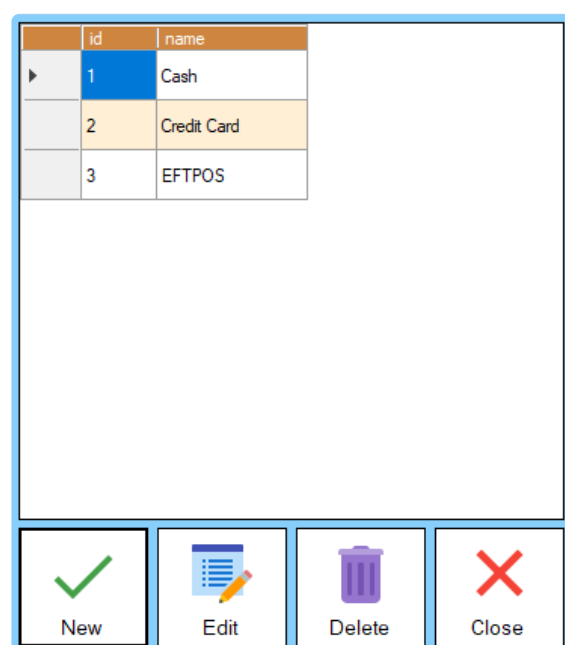 id name
1 Cash
2 Credit Card
3 EFTPOS
New Edit Delete Close